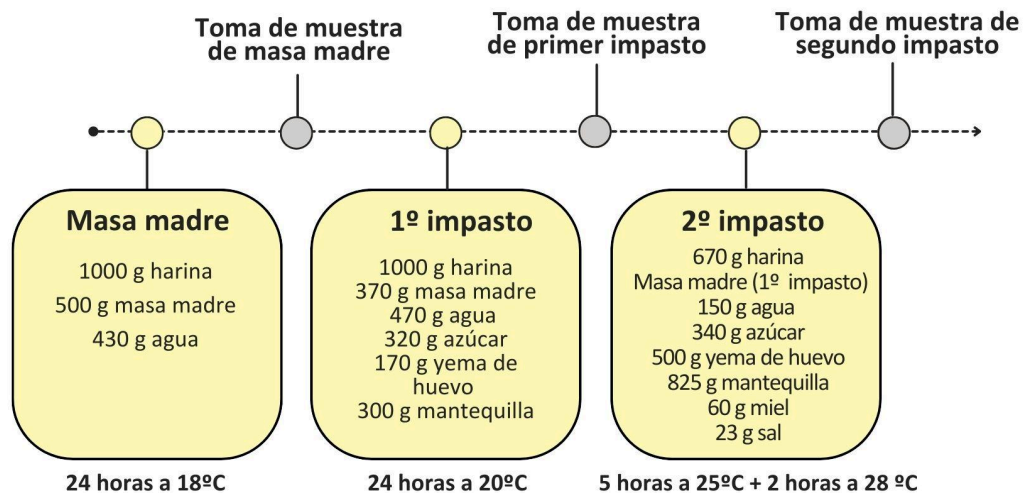 Toma de muestra
de masa madre
Toma de muestra
de primer impasto
Toma de muestra de
segundo impasto
Masa madre
1000 g harina
500 g masa madre
430 g agua
24 horas a 18ºC
1º impasto
1000 g harina
370 g masa madre
470 g agua
320 g azúcar
170 g yema de
huevo
300 g mantequilla
24 horas a 20ºC
2º impasto
670 g harina
Masa madre (1º impasto)
150 g agua
340 g azúcar
500 g yema de huevo
825 g mantequilla
60 g miel
23 g sal
5 horas a 25ºC + 2 horas a 28 ºC